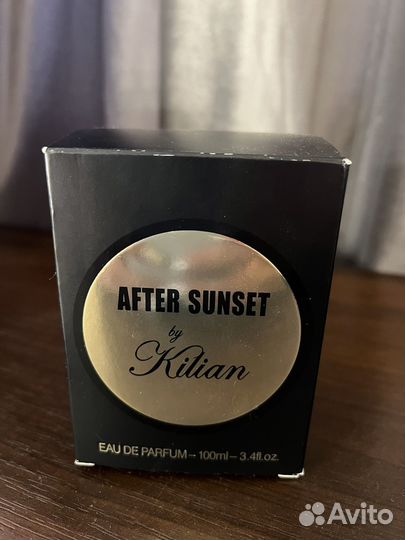 AFTER SUNSET
by
Kilian
EAU DE PARFUM - 100ml - 3.4fl.oz.
Avito